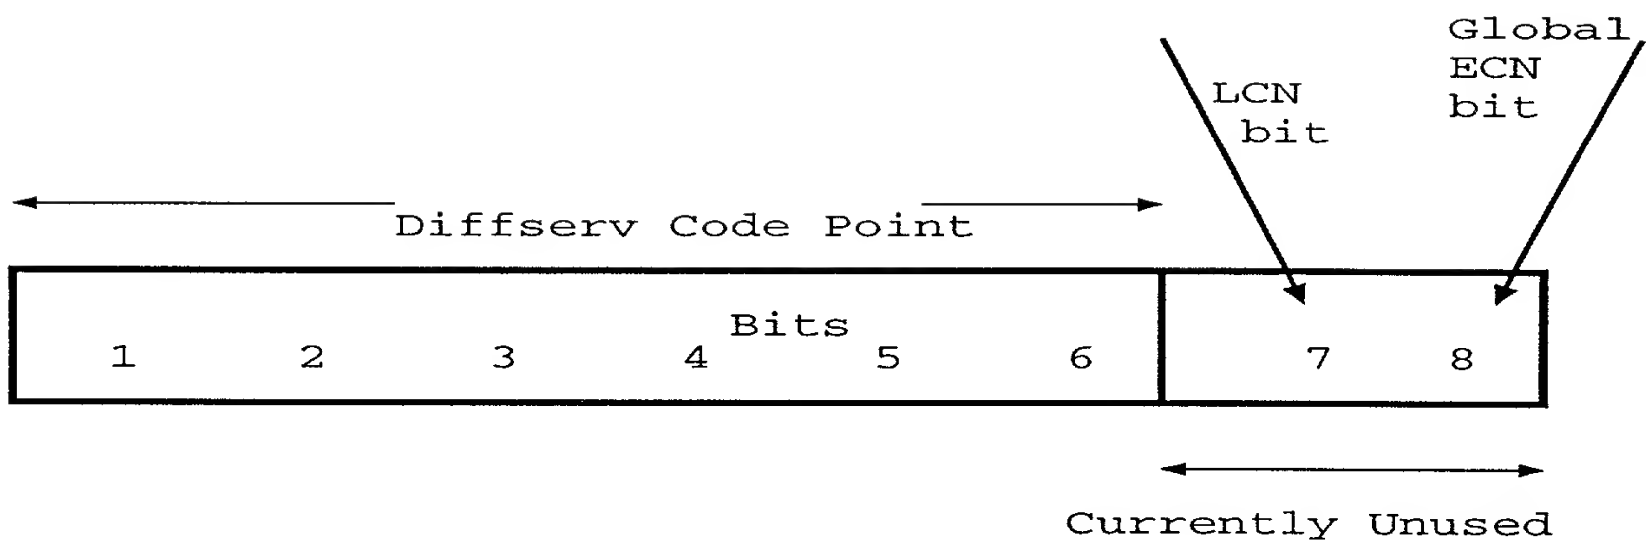 Global
ECN
bit
LCN
bit
Diffserv Code Point
Bits
1 2 3 4 5 6 7 8
Currently Unused